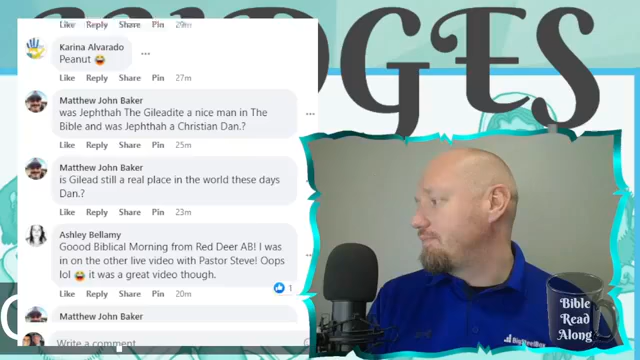 Like Reply Share Pin 29m
Karina Alvarado
Peanut 😂
Like Reply Share Pin 27m
Matthew John Baker
was Jephthah The Gileadite a nice man in The
Bible and was Jephthah a Christian Dan.?
Like Reply Share Pin 25m
Matthew John Baker
is Gilead still a real place in the world these days
Dan.?
Like Reply Share Pin 23m
Ashley Bellamy
Goood Biblical Morning from Red Deer AB! I was
in on the other live video with Pastor Steve! Oops
lol 😂 it was a great video though.
1
Like Reply Share Pin 20m
Matthew John Baker
Write a comment
Bible
Read
Along